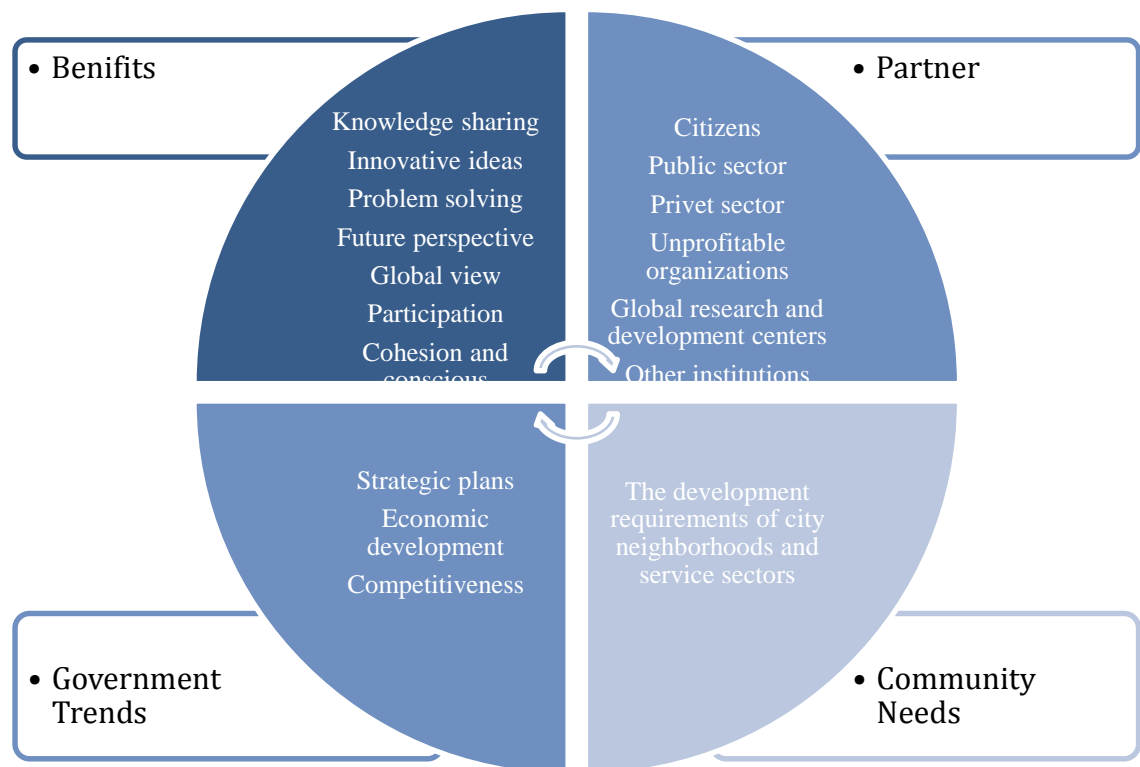 • Benifits
Knowledge sharing
Innovative ideas
Problem solving
Future perspective
Global view
Participation
Cohesion and
conscious
• Partner
Citizens
Public sector
Privet sector
Unprofitable
organizations
Global research and
development centers
Other institutions
• Government
Trends
Strategic plans
Economic
development
Competitiveness
The development
requirements of city
neighborhoods and
service sectors
• Community
Needs